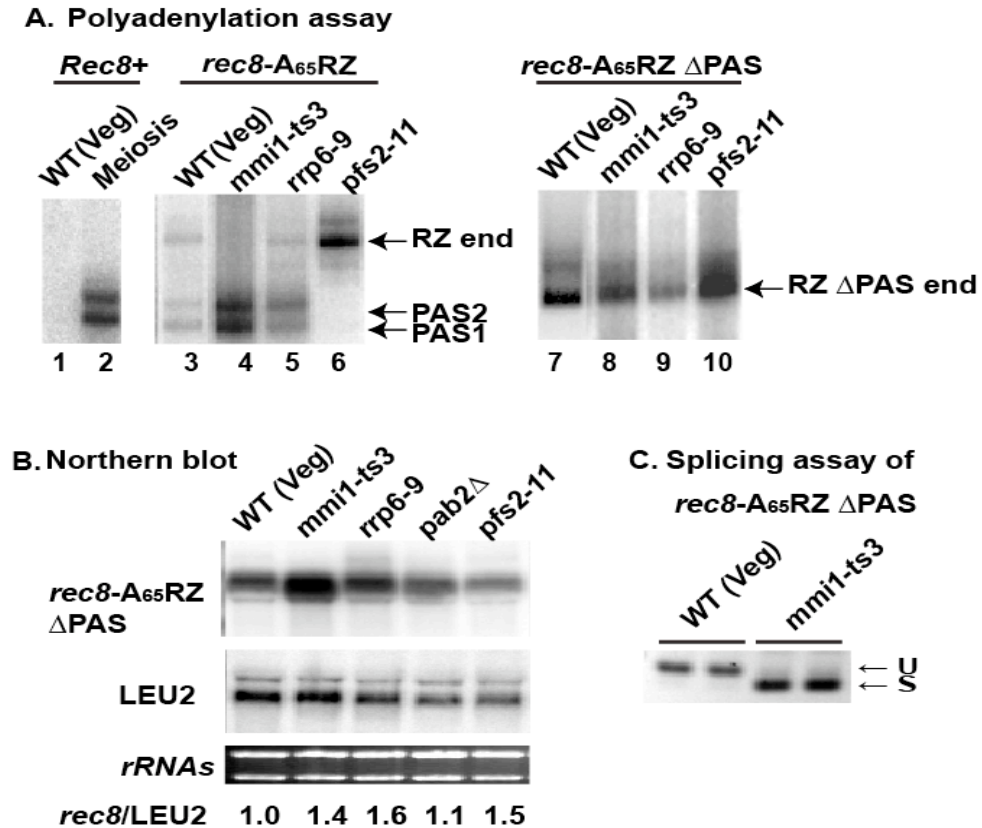 A. Polyadenylation assay
Rec8+ rec8-A65RZ rec8-A65RZ ΔPAS
WT(Veg) Meiosis WT(Veg) mmi1-ts3 rrp6-9 pfs2-11 WT(Veg) mmi1-ts3 rrp6-9 pfs2-11
RZ end
PAS2
PAS1
RZ ΔPAS end
1 2 3 4 5 6 7 8 9 10
B. Northern blot
WT (Veg) mmi1-ts3 rrp6-9 pab2Δ pfs2-11
rec8-A65RZ
ΔPAS
LEU2
rRNAs
rec8/LEU2 1.0 1.4 1.6 1.1 1.5
C. Splicing assay of
rec8-A65RZ ΔPAS
WT (Veg) mmi1-ts3
U
S